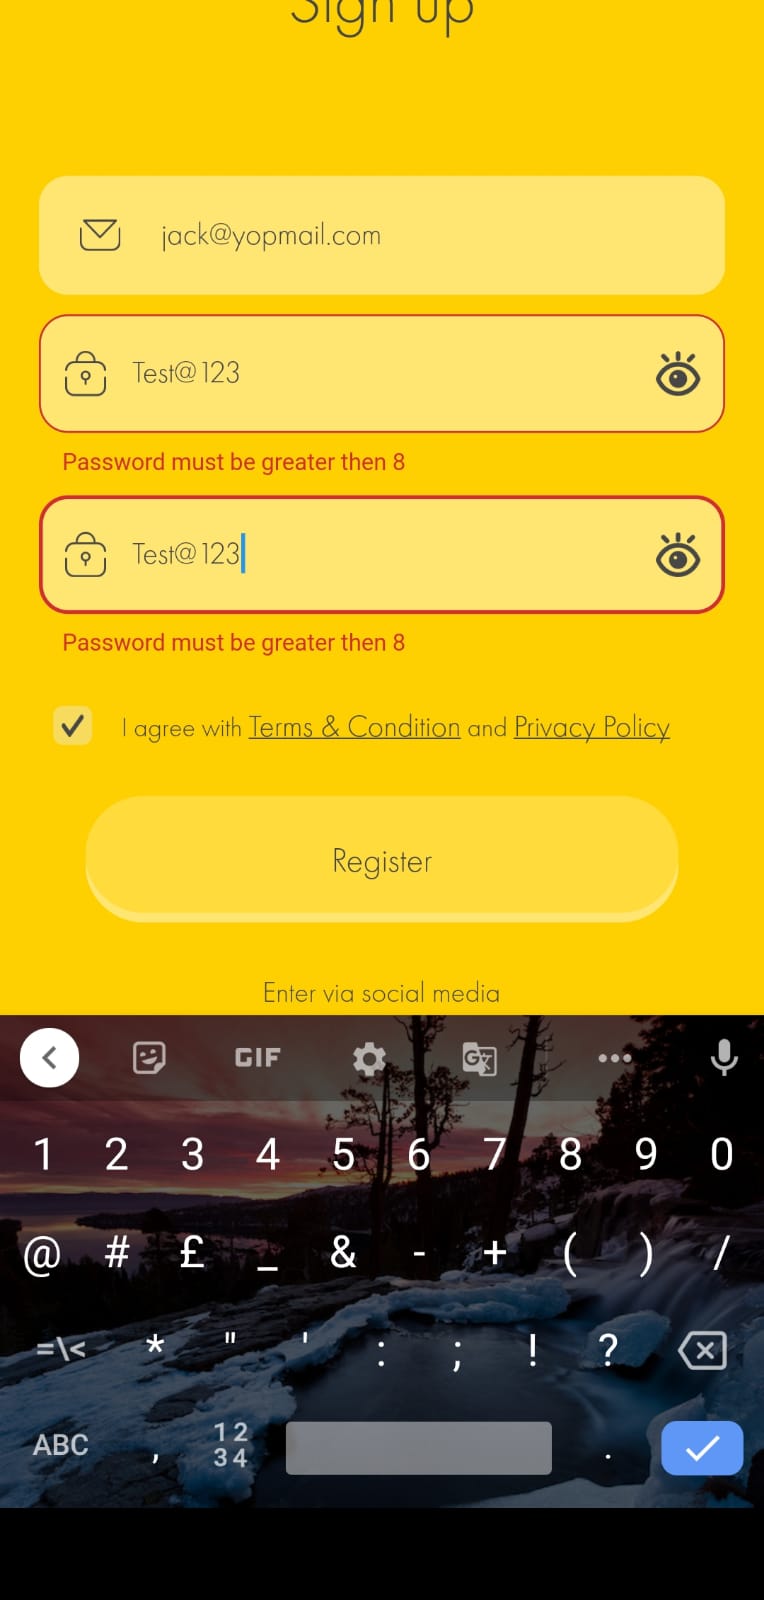 Sign up
jack@yopmail.com
Test@123
Password must be greater then 8
Test@123
Password must be greater then 8
I agree with Terms & Condition and Privacy Policy
Register
Enter via social media
GIF
1 2 3 4 5 6 7 8 9 0
@ # £ _ & - + ( ) /
=\< * " ' : ; ! ?
ABC , 12 34 .